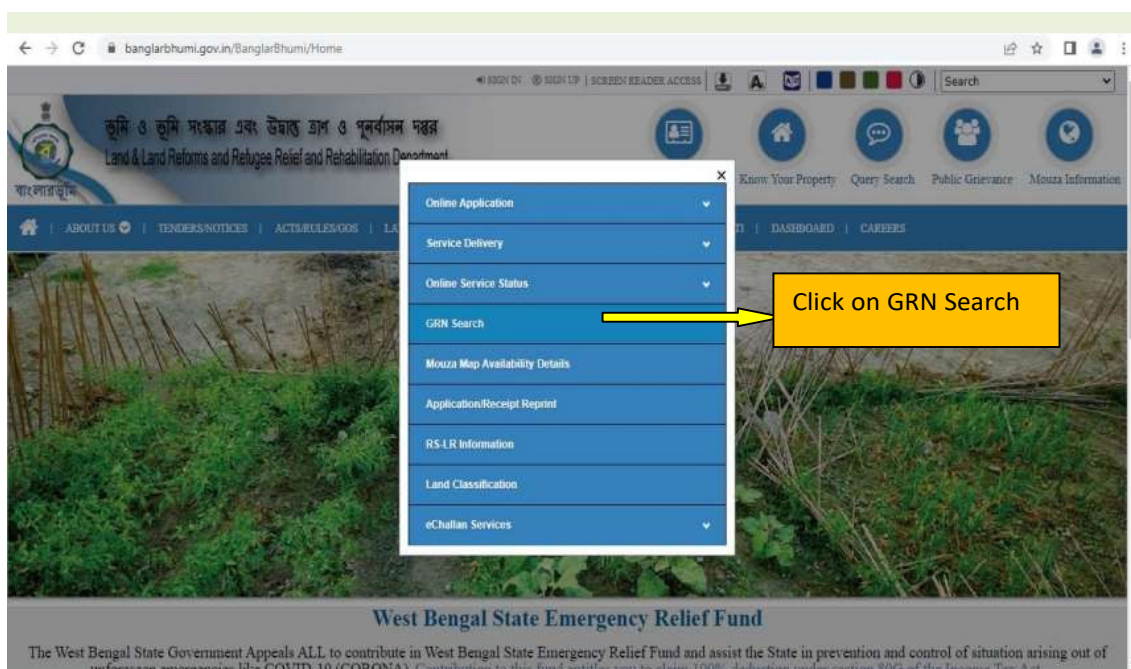 banglarbhumi.gov.in/BanglarBhumi/Home
SIGN IN SIGN UP | SCREEN READER ACCESS | A Search
ভূমি ও ভূমি সংস্কার এবং উদ্বাস্তু ত্রাণ ও পুনর্বাসন দপ্তর
Land & Land Reforms and Refugee Relief and Rehabilitation Department
বাংলারভূমি
Know Your Property Query Search Public Grievance Mouza Information
| ABOUT US | TENDERS/NOTICES | ACTS/RULES/GOS | | DASHBOARD | CAREERS
X
Online Application
Service Delivery
Online Service Status
GRN Search
Mouza Map Availability Details
Application/Receipt Reprint
RS-LR Information
Land Classification
eChallan Services
Click on GRN Search
West Bengal State Emergency Relief Fund
The West Bengal State Government Appeals ALL to contribute in West Bengal State Emergency Relief Fund and assist the State in prevention and control of situation arising out of